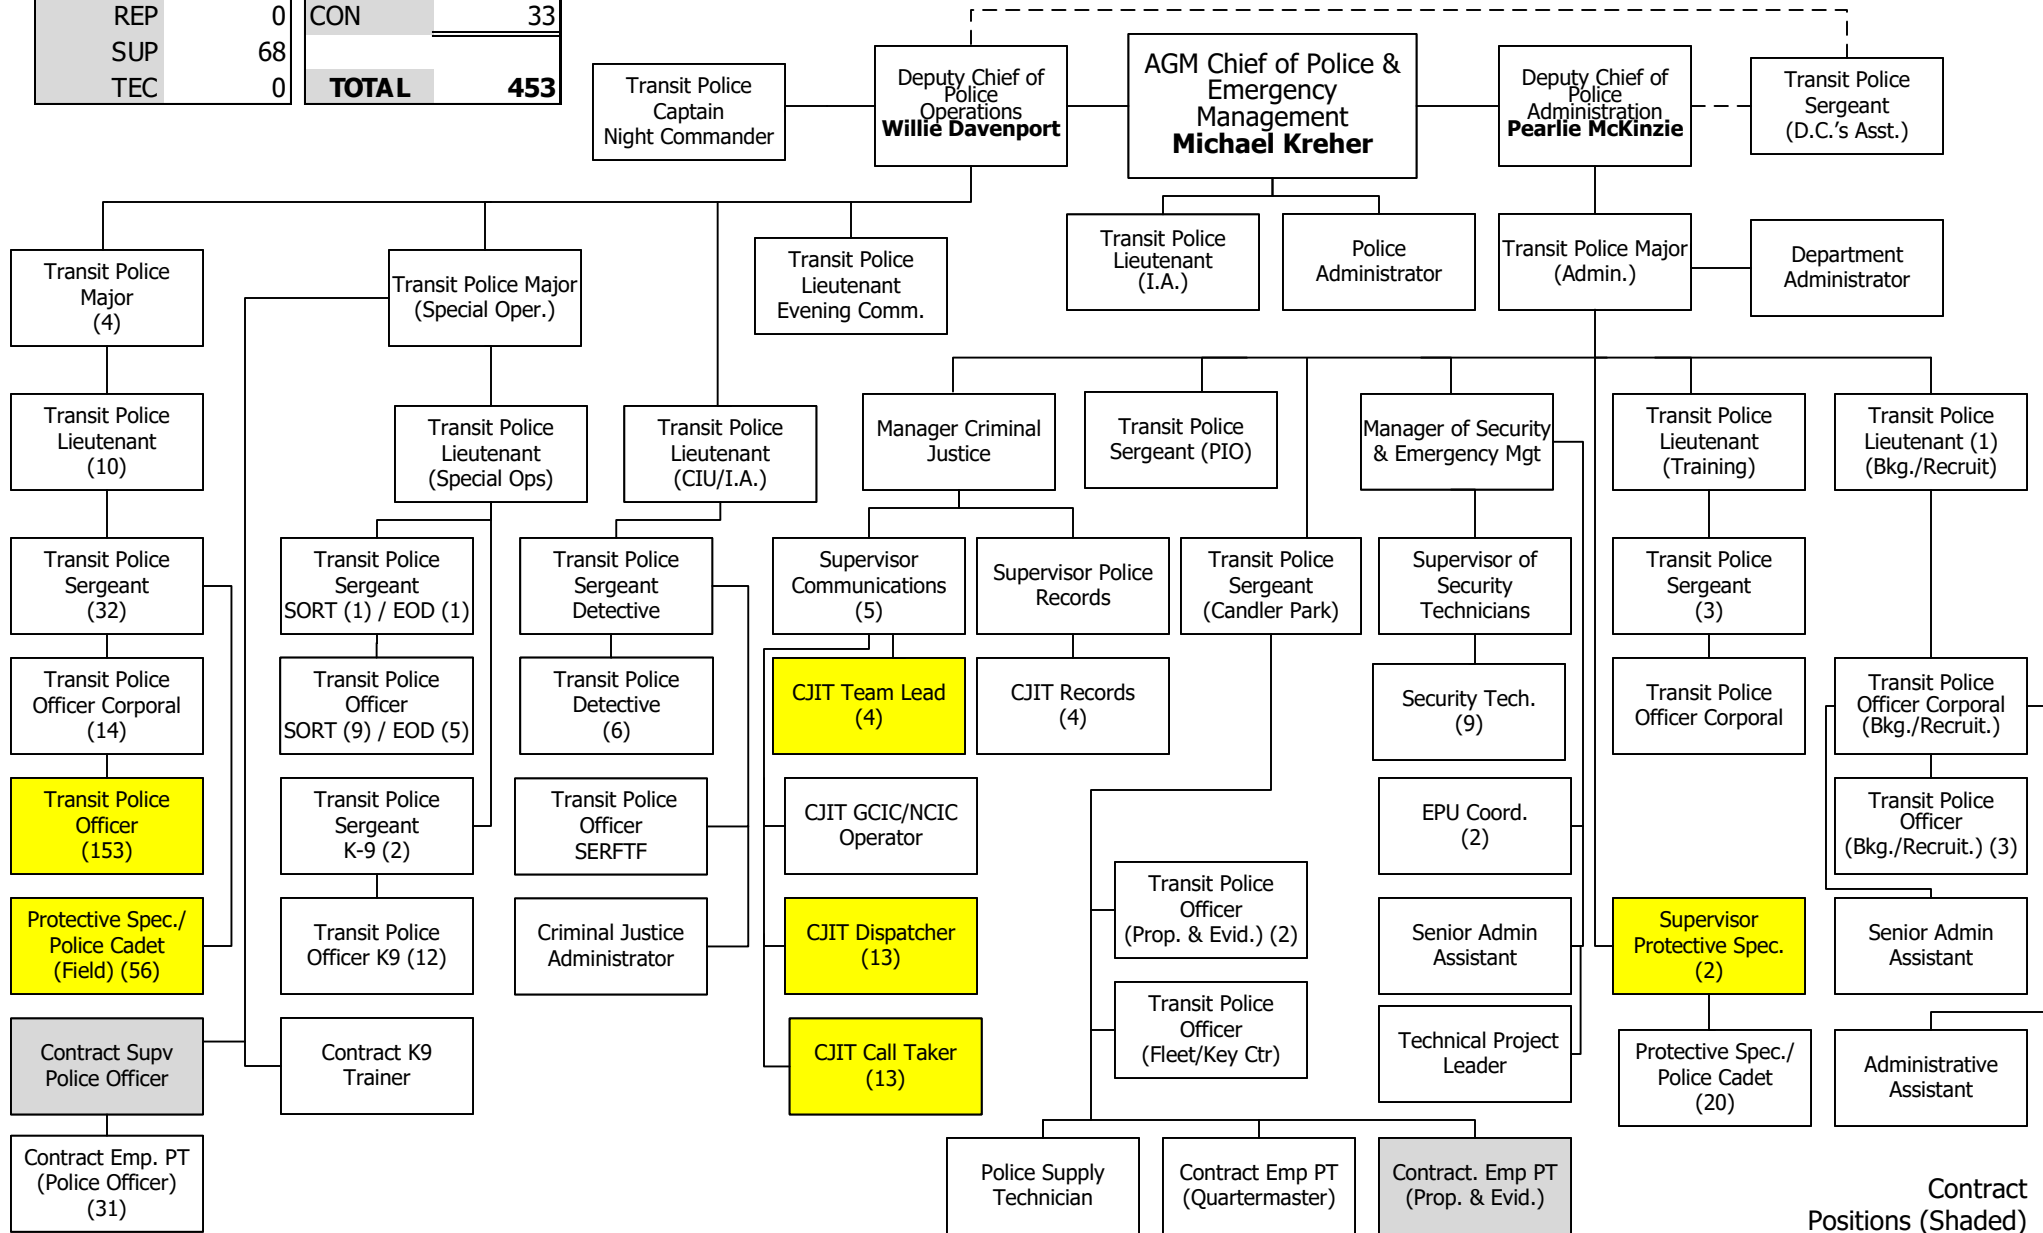 REP 0 CON 33
SUP 68
TEC 0 TOTAL 453
Transit Police
Captain
Night Commander
Deputy Chief of
Police
Operations
Willie Davenport
AGM Chief of Police &
Emergency
Management
Michael Kreher
Deputy Chief of
Police
Administration
Pearlie McKinzie
Transit Police
Sergeant
(D.C.'s Asst.)
Transit Police
Major
(4)
Transit Police Major
(Special Oper.)
Transit Police
Lieutenant
Evening Comm.
Transit Police
Lieutenant
(I.A.)
Police
Administrator
Transit Police Major
(Admin.)
Department
Administrator
Transit Police
Lieutenant
(10)
Transit Police
Lieutenant
(Special Ops)
Transit Police
Lieutenant
(CIU/I.A.)
Manager Criminal
Justice
Transit Police
Sergeant (PIO)
Manager of Security
& Emergency Mgt
Transit Police
Lieutenant
(Training)
Transit Police
Lieutenant (1)
(Bkg./Recruit)
Transit Police
Sergeant
(32)
Transit Police
Sergeant
SORT (1) / EOD (1)
Transit Police
Sergeant
Detective
Supervisor
Communications
(5)
Supervisor Police
Records
Transit Police
Sergeant
(Candler Park)
Supervisor of
Security
Technicians
Transit Police
Sergeant
(3)
Transit Police
Officer Corporal
(14)
Transit Police
Officer
SORT (9) / EOD (5)
Transit Police
Detective
(6)
CJIT Team Lead
(4)
CJIT Records
(4)
Security Tech.
(9)
Transit Police
Officer Corporal
Transit Police
Officer Corporal
(Bkg./Recruit.)
Transit Police
Officer
(153)
Transit Police
Sergeant
K-9 (2)
Transit Police
Officer
SERFTF
CJIT GCIC/NCIC
Operator
EPU Coord.
(2)
Transit Police
Officer
(Bkg./Recruit.) (3)
Transit Police
Officer
(Prop. & Evid.) (2)
Protective Spec./
Police Cadet
(Field) (56)
Transit Police
Officer K9 (12)
Criminal Justice
Administrator
CJIT Dispatcher
(13)
Senior Admin
Assistant
Supervisor
Protective Spec.
(2)
Senior Admin
Assistant
Transit Police
Officer
(Fleet/Key Ctr)
Contract Supv
Police Officer
Contract K9
Trainer
CJIT Call Taker
(13)
Technical Project
Leader
Protective Spec./
Police Cadet
(20)
Administrative
Assistant
Contract Emp. PT
(Police Officer)
(31)
Police Supply
Technician
Contract Emp PT
(Quartermaster)
Contract. Emp PT
(Prop. & Evid.)
Contract
Positions (Shaded)